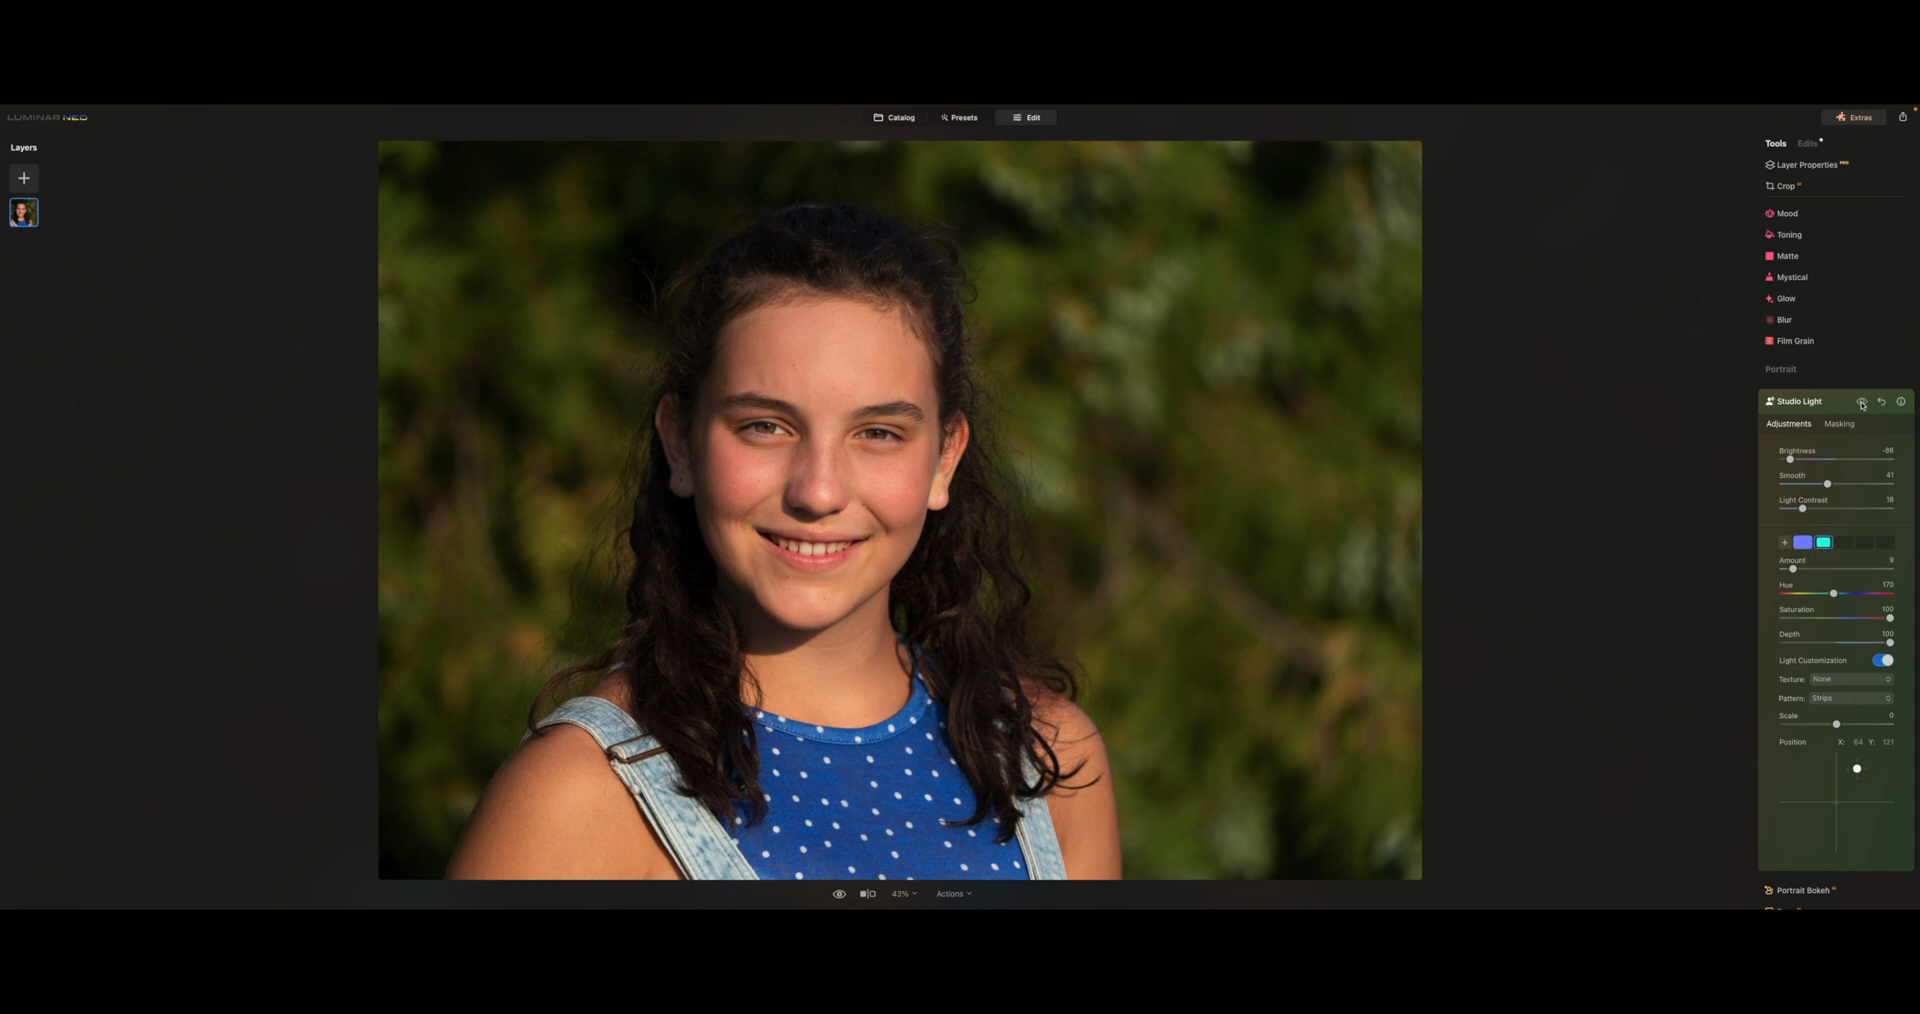 LUMINAR NEO
Catalog
Presets
Edit
Extras
Layers
Tools
Edits
Layer Properties PRO
Crop
Mood
Toning
Matte
Mystical
Glow
Blur
Film Grain
Portrait
Studio Light
Adjustments
Masking
Brightness -86
Smooth 41
Light Contrast 18
Amount 9
Hue 170
Saturation 100
Depth 100
Light Customization
Texture: None
Pattern: Strips
Scale 0
Position X: 64 Y: 121
Portrait Bokeh
43%
Actions